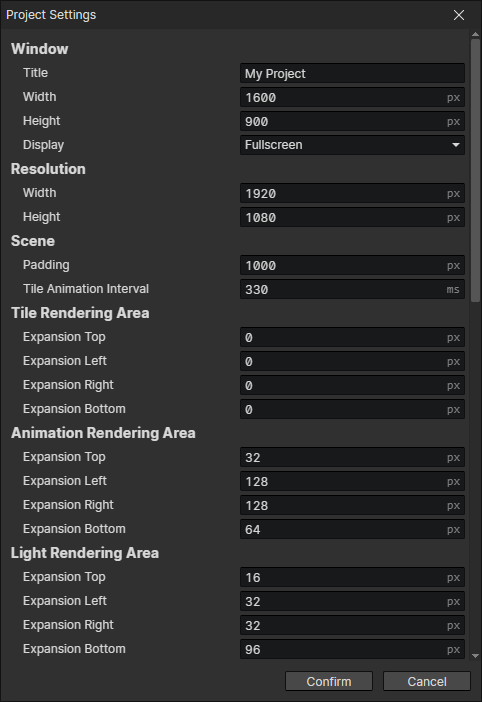 Project Settings
Window
Title My Project
Width 1600 px
Height 900 px
Display Fullscreen
Resolution
Width 1920 px
Height 1080 px
Scene
Padding 1000 px
Tile Animation Interval 330 ms
Tile Rendering Area
Expansion Top 0 px
Expansion Left 0 px
Expansion Right 0 px
Expansion Bottom 0 px
Animation Rendering Area
Expansion Top 32 px
Expansion Left 128 px
Expansion Right 128 px
Expansion Bottom 64 px
Light Rendering Area
Expansion Top 16 px
Expansion Left 32 px
Expansion Right 32 px
Expansion Bottom 96 px
Confirm Cancel